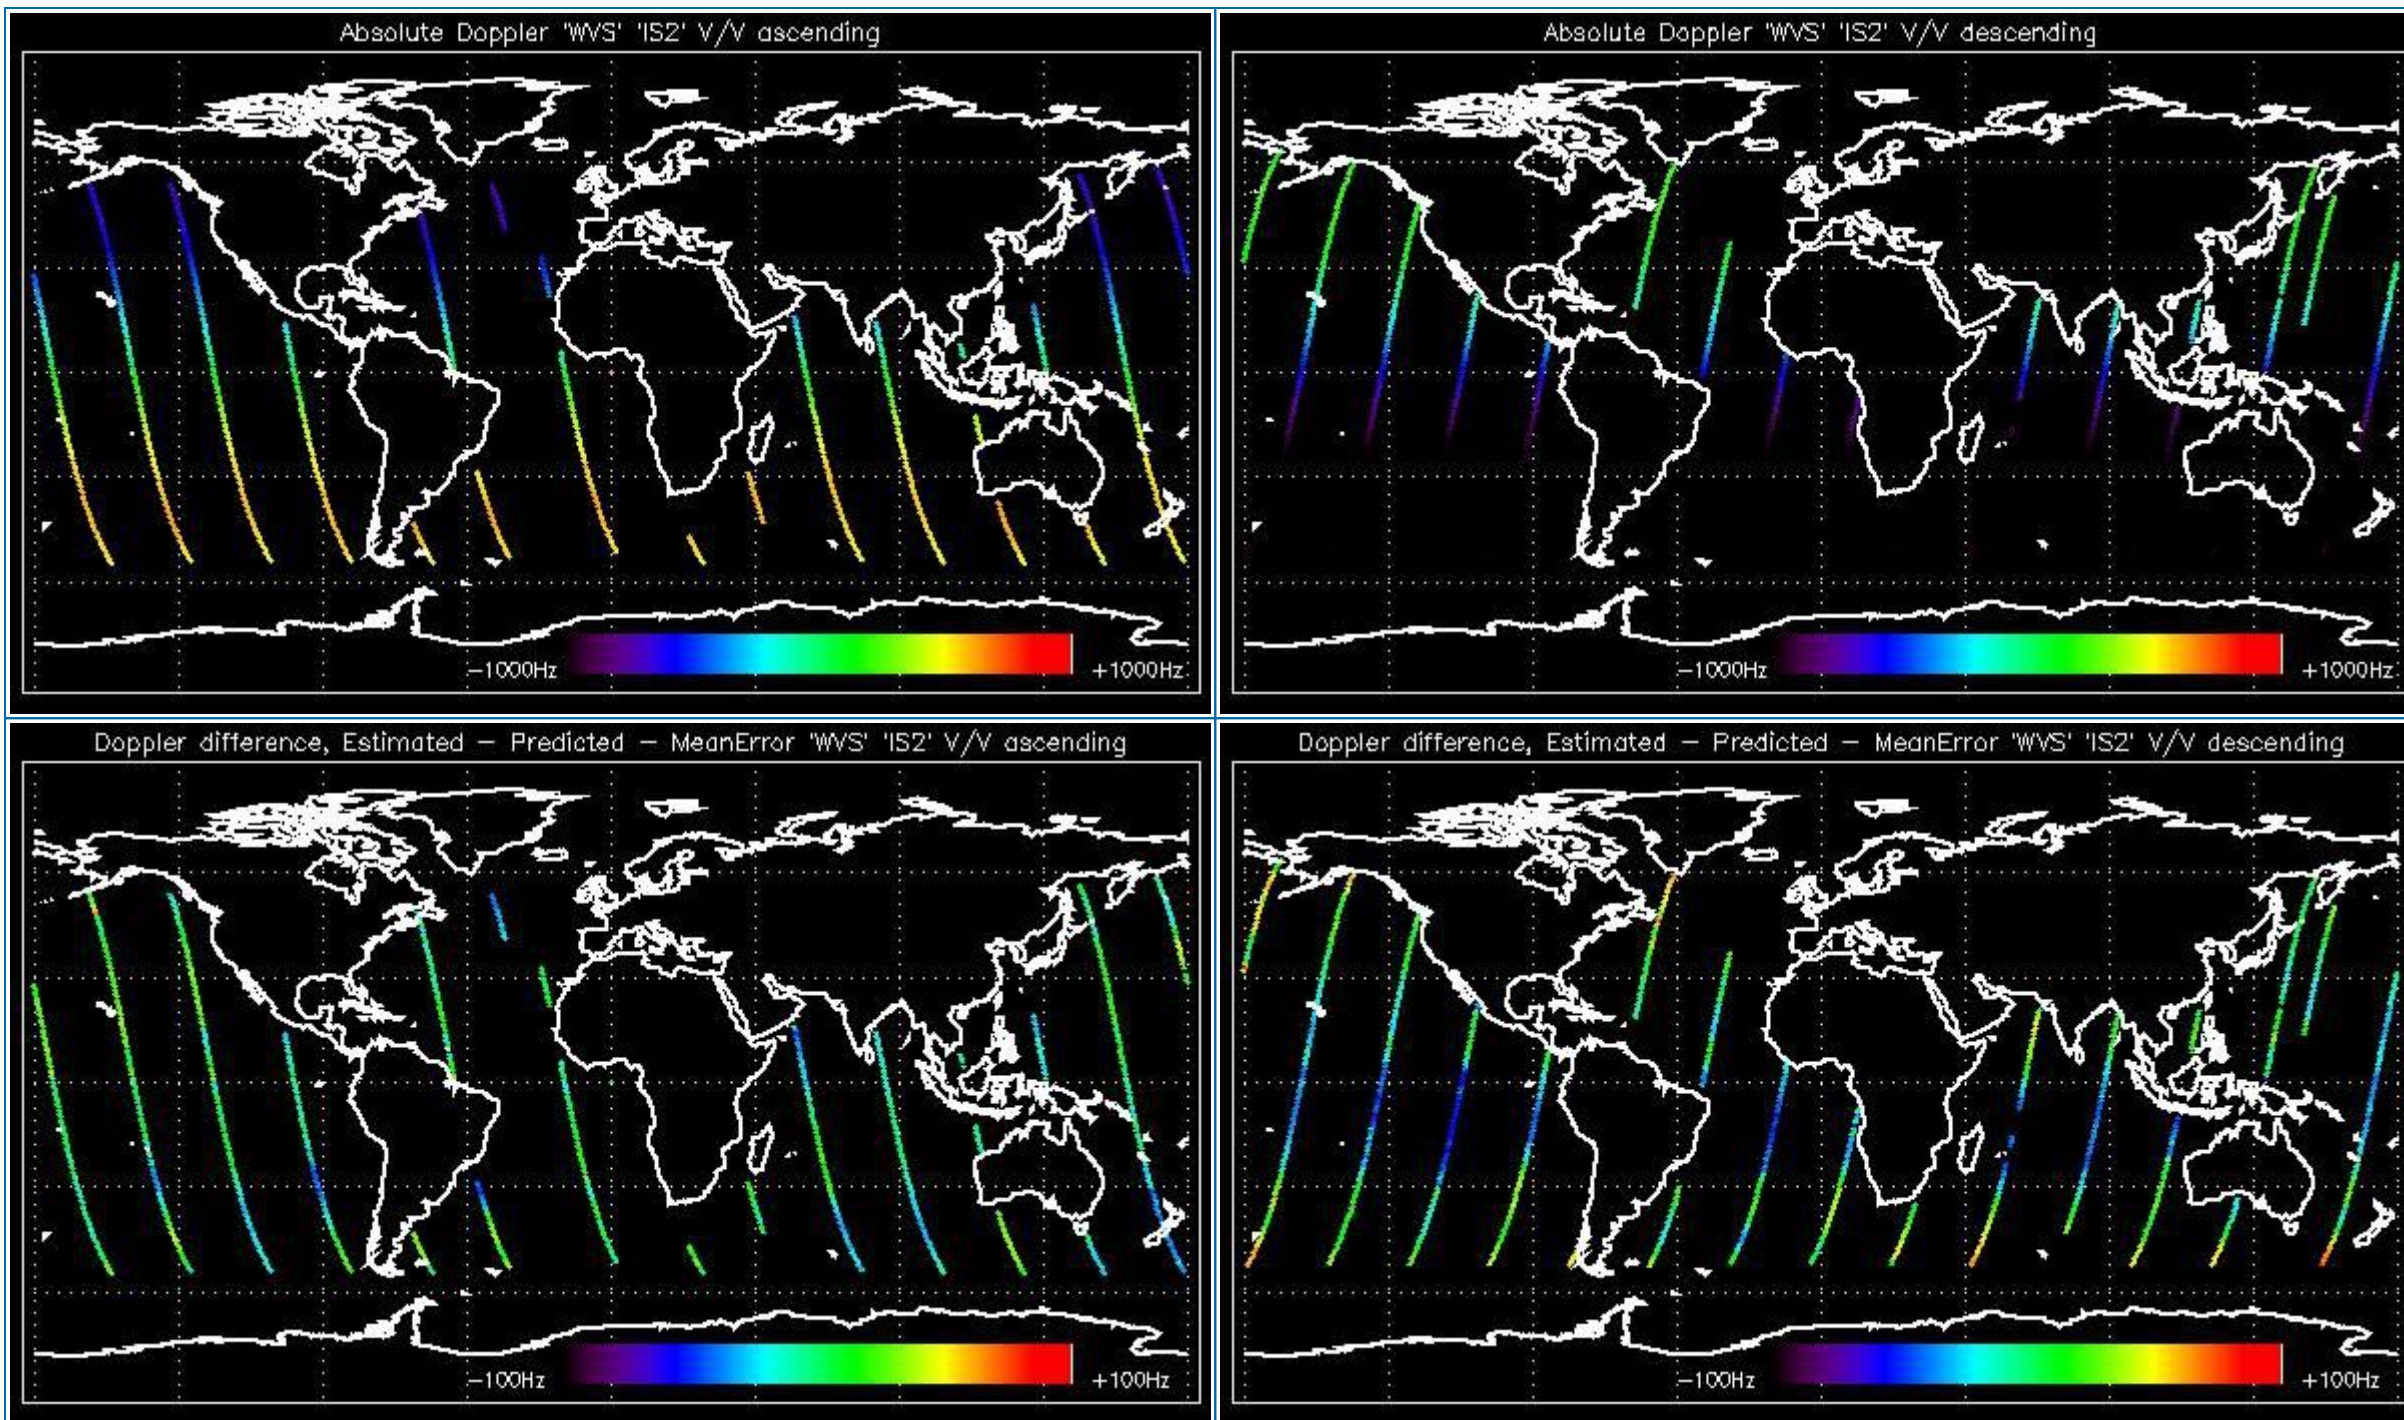 Absolute Doppler 'WVS' 'IS2' V/V ascending
-1000Hz
+1000Hz
Absolute Doppler 'WVS' 'IS2' V/V descending
-1000Hz
+1000Hz
Doppler difference, Estimated - Predicted - MeanError 'WVS' 'IS2' V/V ascending
-100Hz
+100Hz
Doppler difference, Estimated - Predicted - MeanError 'WVS' 'IS2' V/V descending
-100Hz
+100Hz